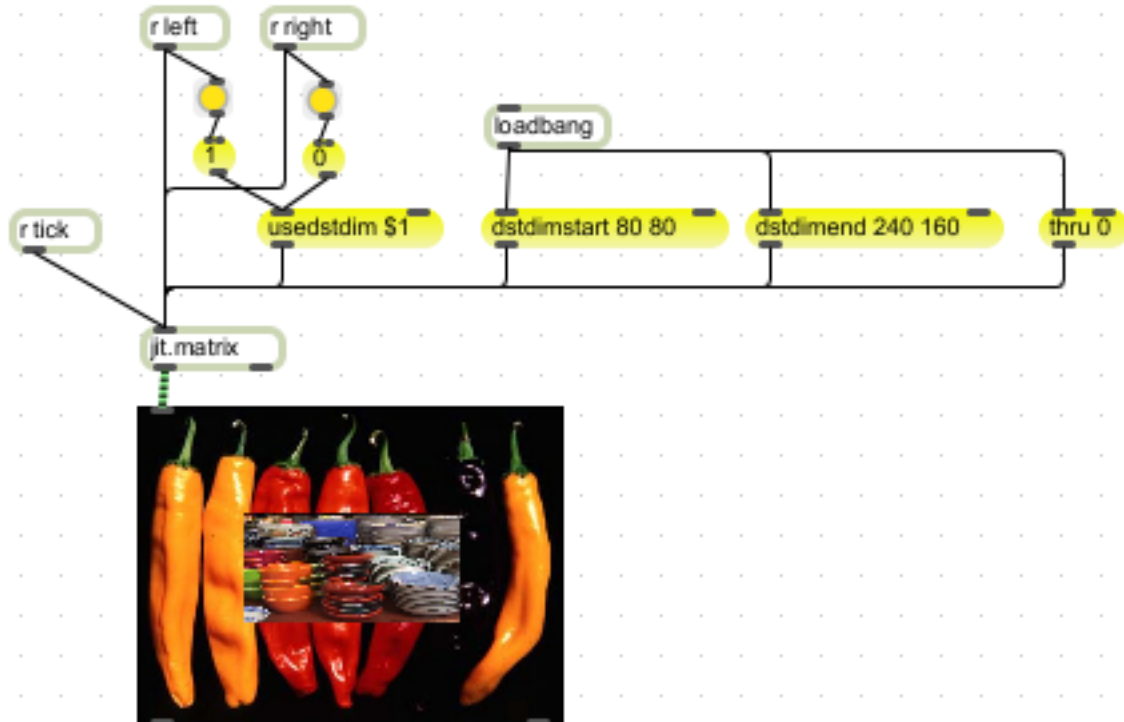 r left
r right
1
0
loadbang
r tick
usedstdim $1
dstdimstart 80 80
dstdimend 240 160
thru 0
jit.matrix